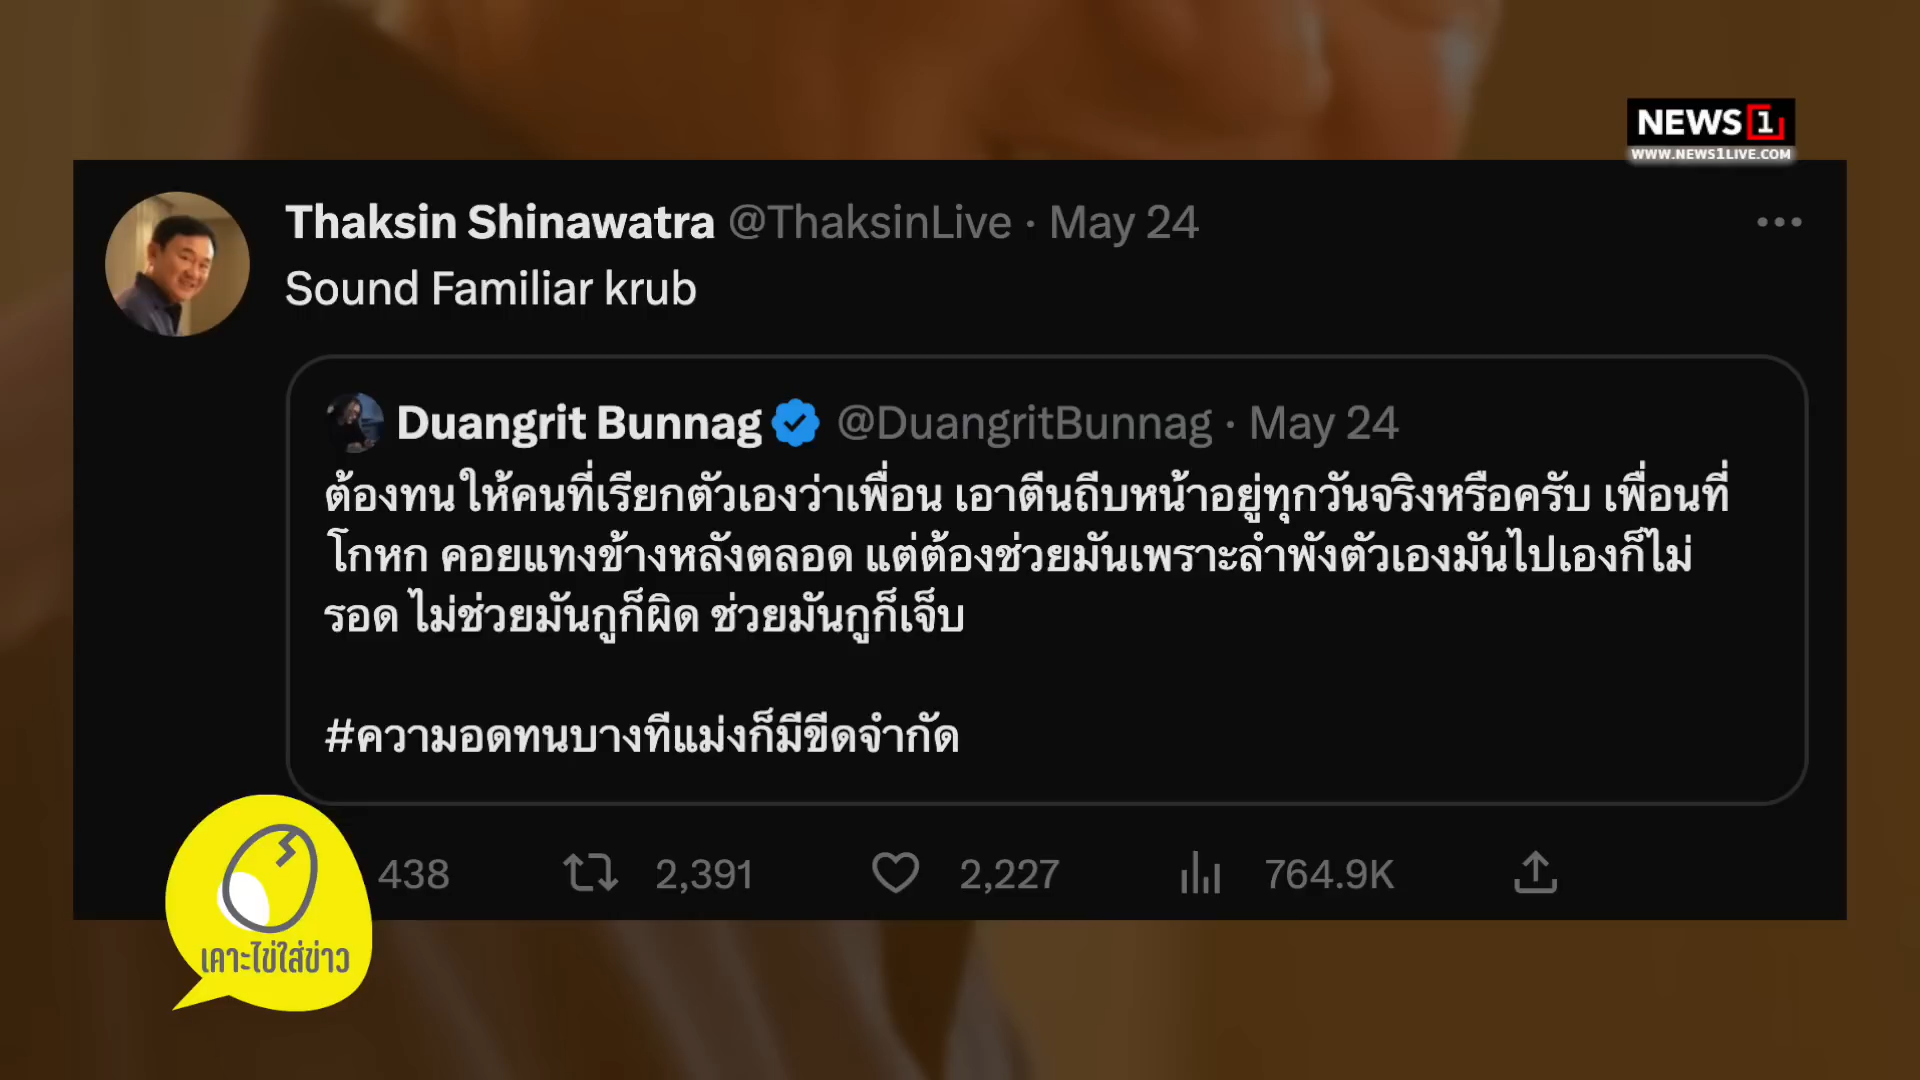 NEWS 1
WWW.NEWS1LIVE.COM
Thaksin Shinawatra @ThaksinLive · May 24
Sound Familiar krub
Duangrit Bunnag @DuangritBunnag · May 24
ต้องทนให้คนที่เรียกตัวเองว่าเพื่อน เอาตีนถีบหน้าอยู่ทุกวันจริงหรือครับ เพื่อนที่
โกหก คอยแทงข้างหลังตลอด แต่ต้องช่วยมันเพราะลำพังตัวเองมันไปเองก็ไม่
รอด ไม่ช่วยมันกูก็ผิด ช่วยมันกูก็เจ็บ
#ความอดทนบางทีแม่งก็มีขีดจำกัด
438 2,391 2,227 764.9K
เคาะไข่ใส่ข่าว